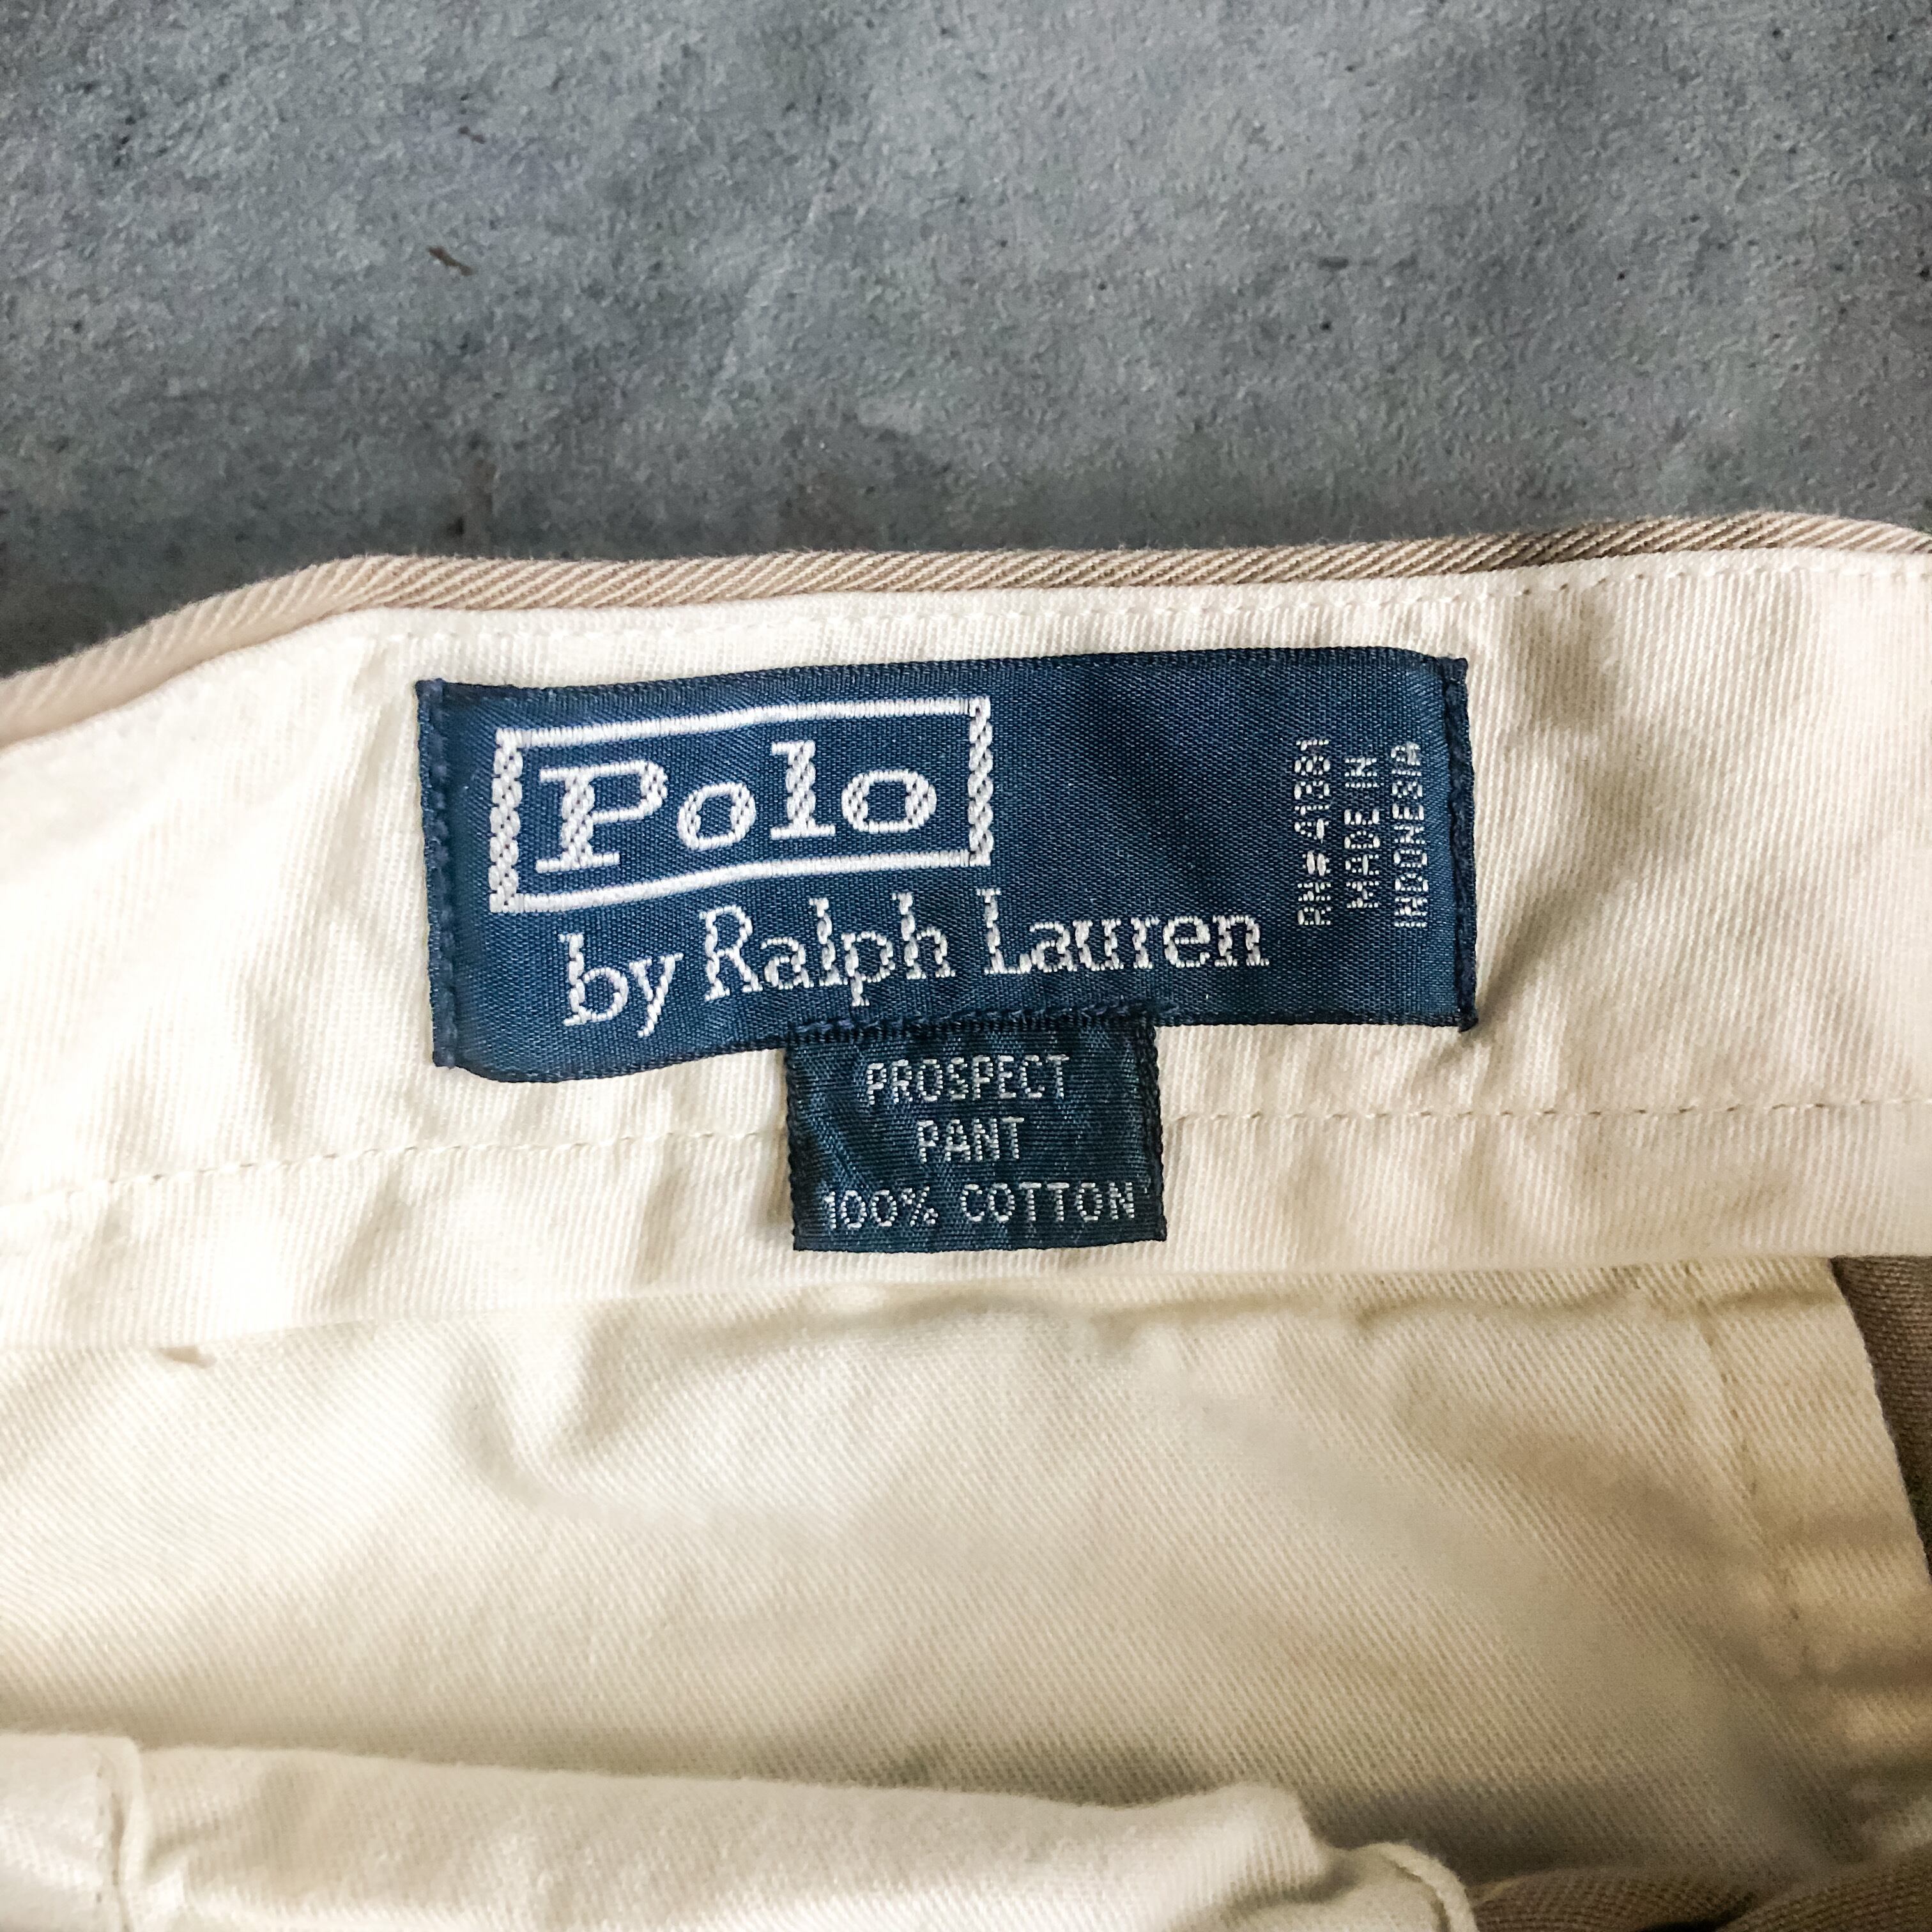 Polo
by Ralph Lauren
RN#41381
MADE IN
INDONESIA
PROSPECT
PANT
100% COTTON